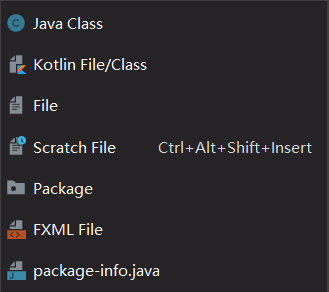 Java Class
Kotlin File/Class
File
Scratch File Ctrl+Alt+Shift+Insert
Package
FXML File
package-info.java